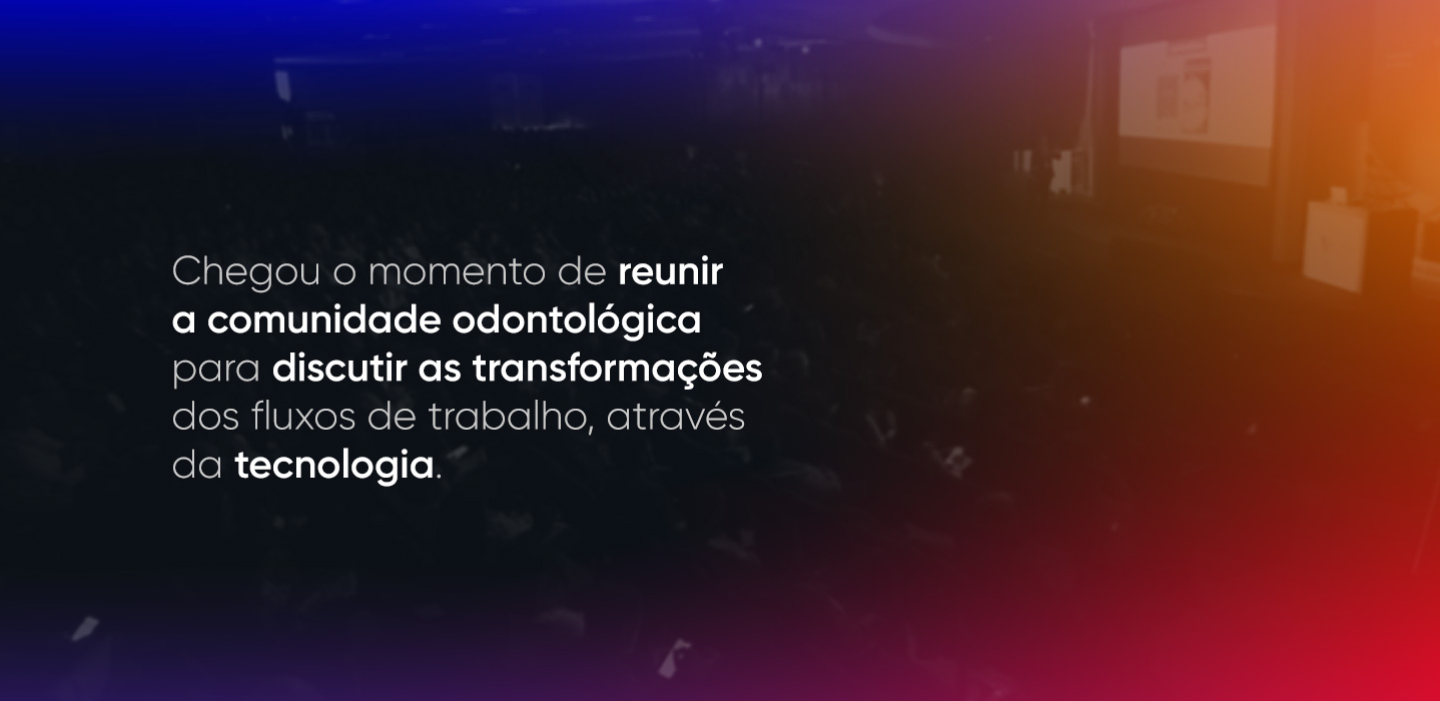 Chegou o momento de reunir
a comunidade odontológica
para discutir as transformações
dos fluxos de trabalho, através
da tecnologia.